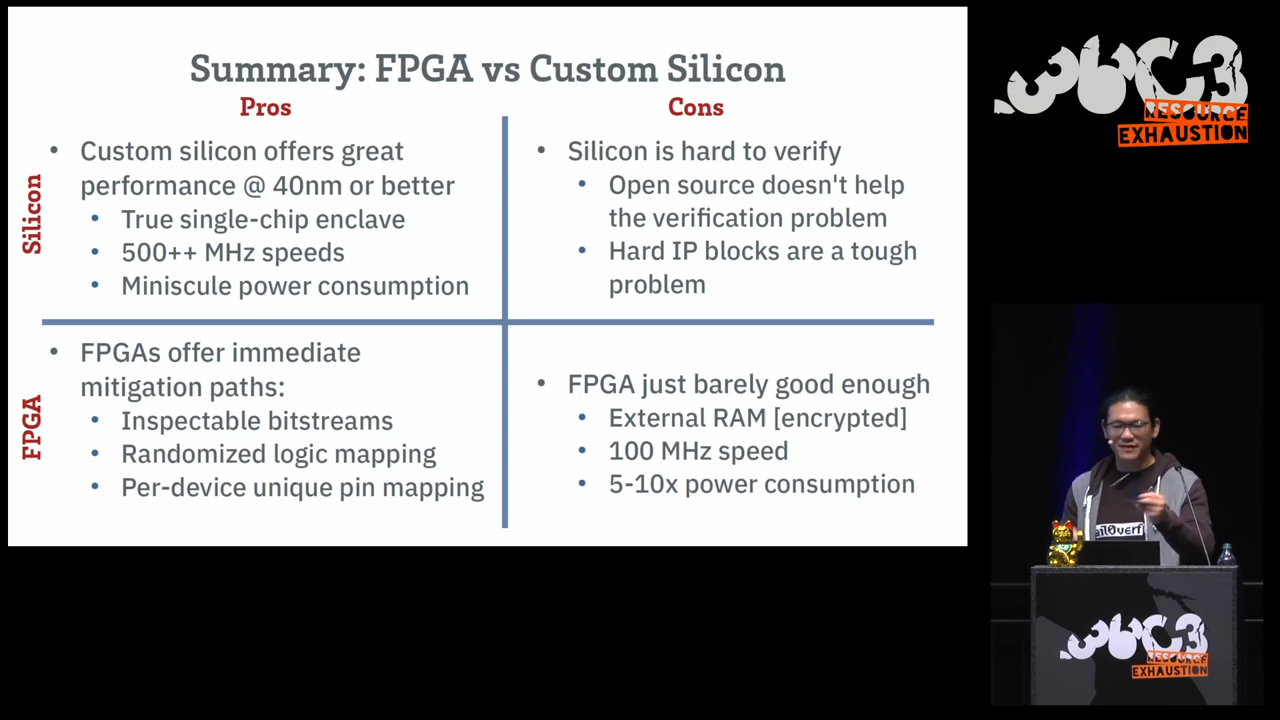 Summary: FPGA vs Custom Silicon
Pros
Cons
Silicon
• Custom silicon offers great
performance @ 40nm or better
• True single-chip enclave
• 500++ MHz speeds
• Miniscule power consumption
• Silicon is hard to verify
• Open source doesn't help
the verification problem
• Hard IP blocks are a tough
problem
FPGA
• FPGAs offer immediate
mitigation paths:
• Inspectable bitstreams
• Randomized logic mapping
• Per-device unique pin mapping
• FPGA just barely good enough
• External RAM [encrypted]
• 100 MHz speed
• 5-10x power consumption
36C3
RESOURCE
EXHAUSTION
ail0verf
36C3
RESOURCE
EXHAUSTION